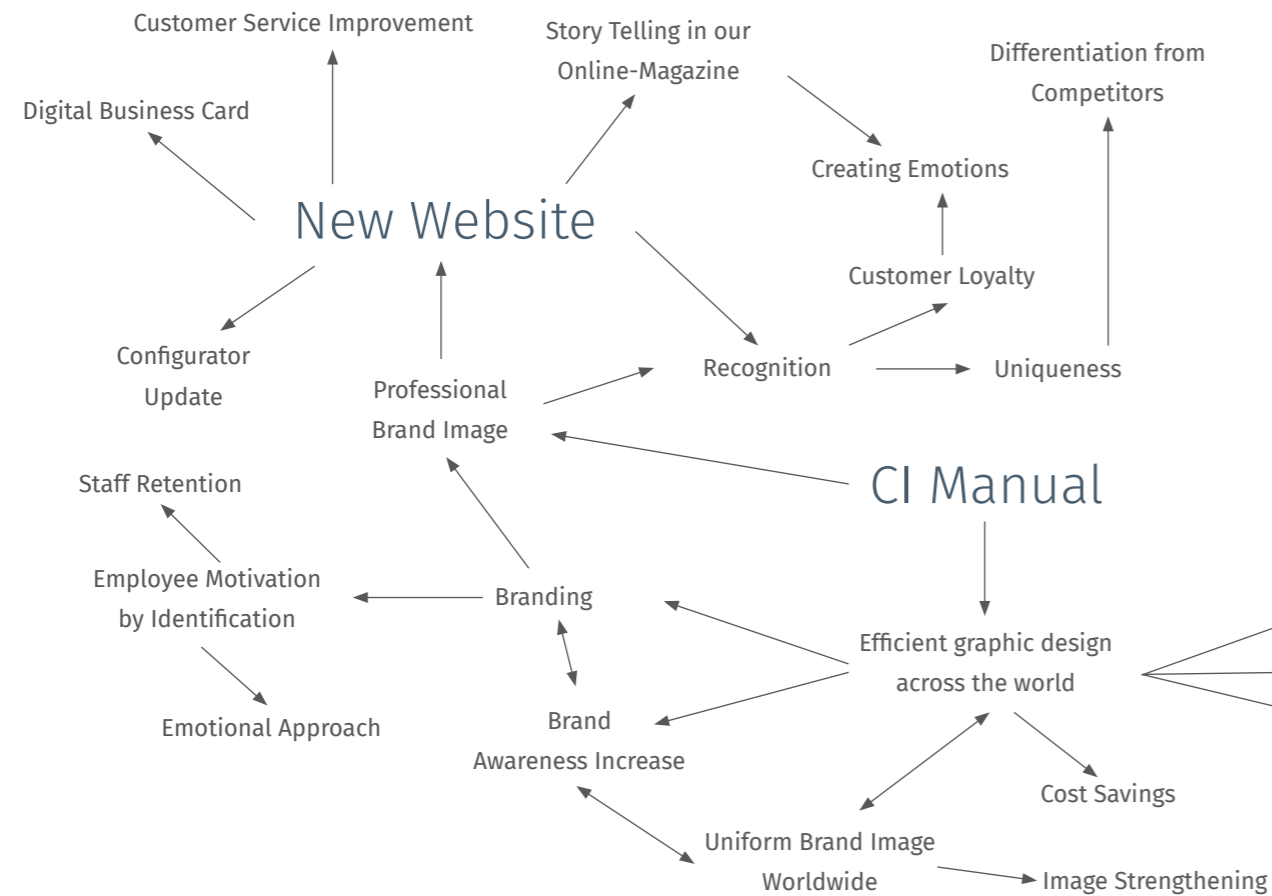 Customer Service Improvement
Story Telling in our
Online-Magazine
Differentiation from
Competitors
Digital Business Card
Creating Emotions
New Website
Customer Loyalty
Configurator
Update
Recognition
Uniqueness
Professional
Brand Image
CI Manual
Staff Retention
Employee Motivation
by Identification
Branding
Efficient graphic design
across the world
Emotional Approach
Brand
Awareness Increase
Cost Savings
Uniform Brand Image
Worldwide
Image Strengthening